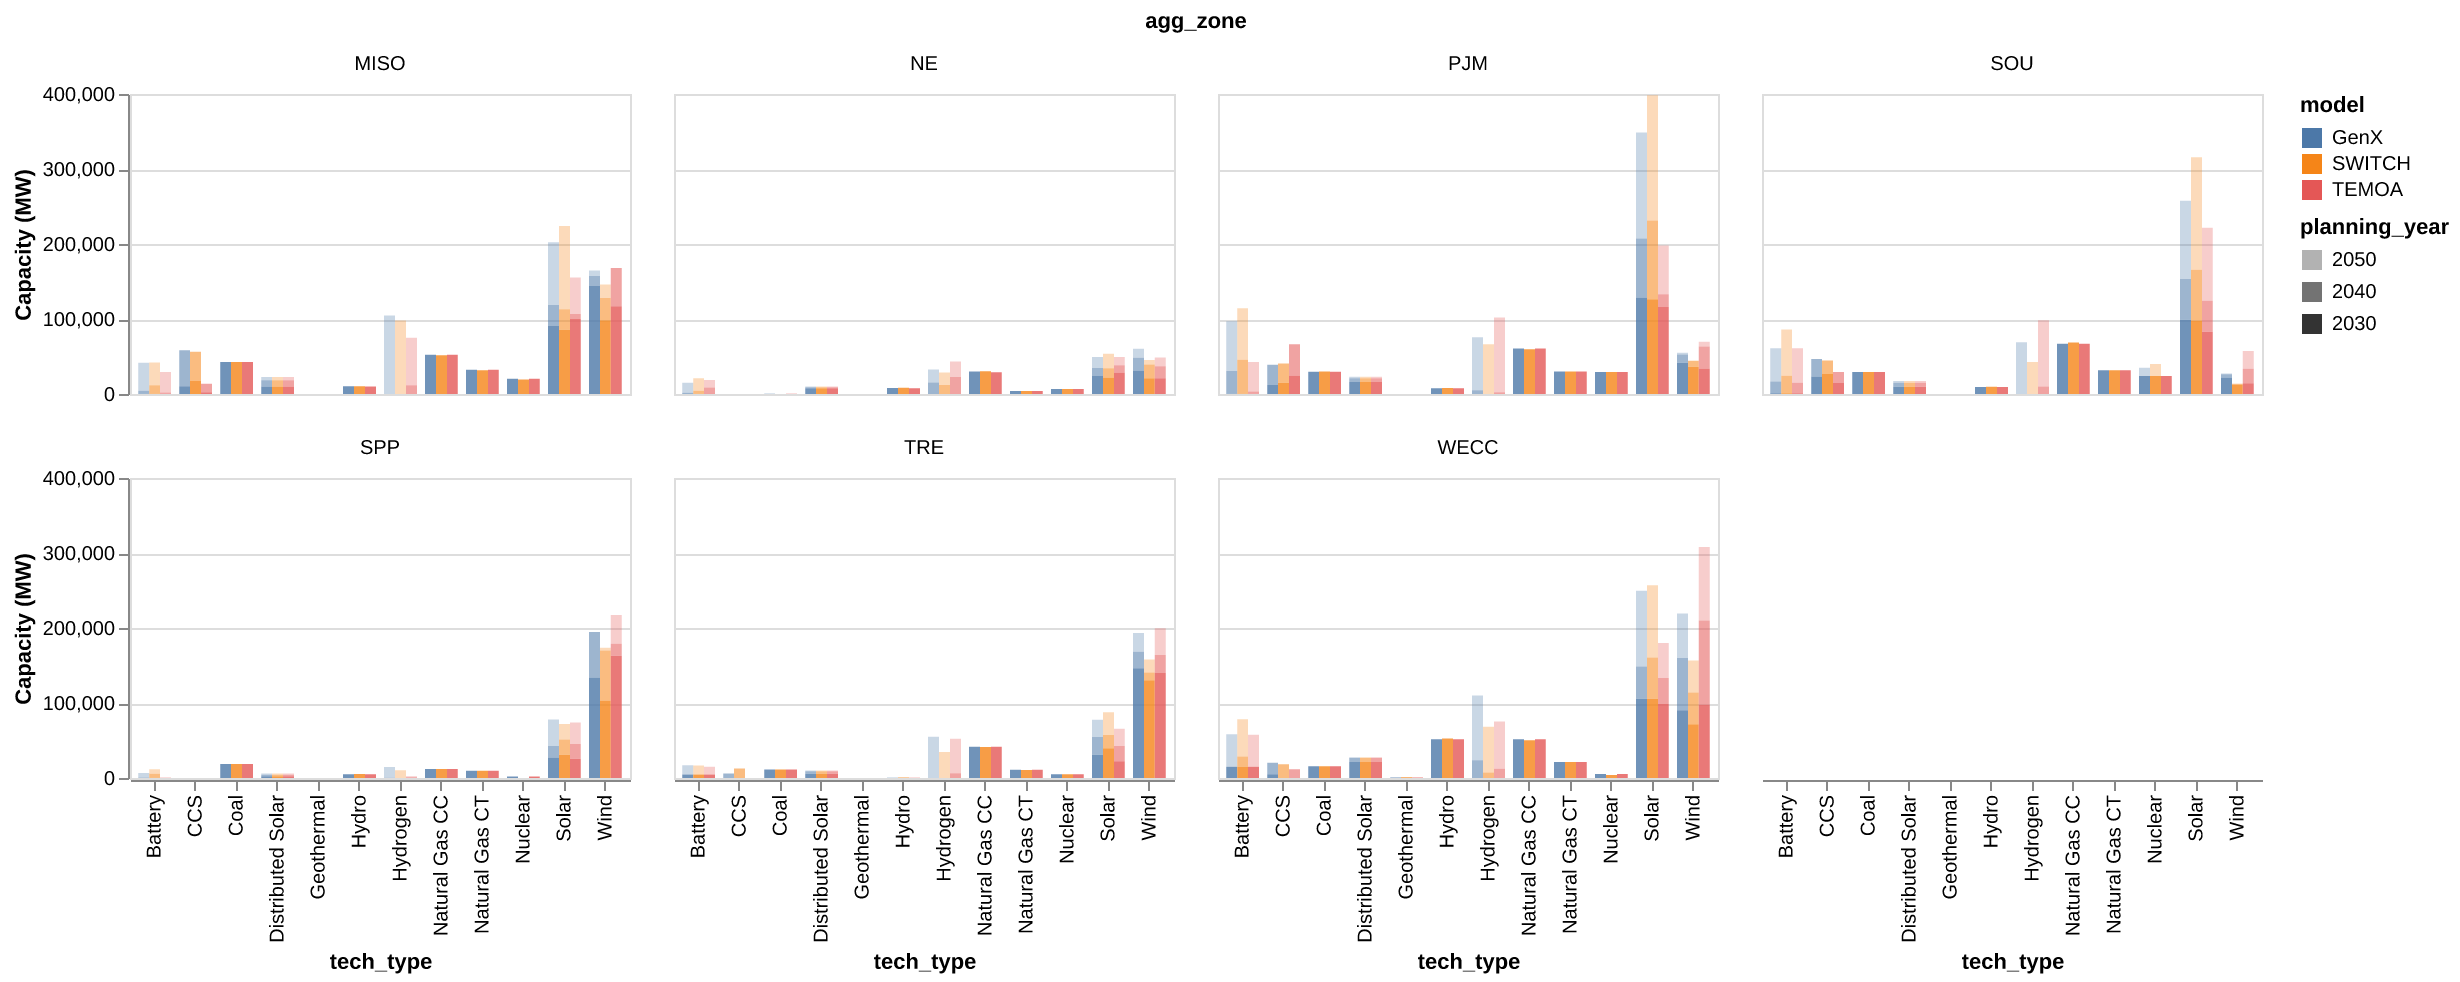 agg_zone
MISO
NE
PJM
SOU
Capacity (MW)
400,000
300,000
200,000
100,000
0
model
GenX
SWITCH
TEMOA
planning_year
2050
2040
2030
SPP
TRE
WECC
Capacity (MW)
400,000
300,000
200,000
100,000
0
Battery
CCS
Coal
Distributed Solar
Geothermal
Hydro
Hydrogen
Natural Gas CC
Natural Gas CT
Nuclear
Solar
Wind
tech_type
Battery
CCS
Coal
Distributed Solar
Geothermal
Hydro
Hydrogen
Natural Gas CC
Natural Gas CT
Nuclear
Solar
Wind
tech_type
Battery
CCS
Coal
Distributed Solar
Geothermal
Hydro
Hydrogen
Natural Gas CC
Natural Gas CT
Nuclear
Solar
Wind
tech_type
Battery
CCS
Coal
Distributed Solar
Geothermal
Hydro
Hydrogen
Natural Gas CC
Natural Gas CT
Nuclear
Solar
Wind
tech_type